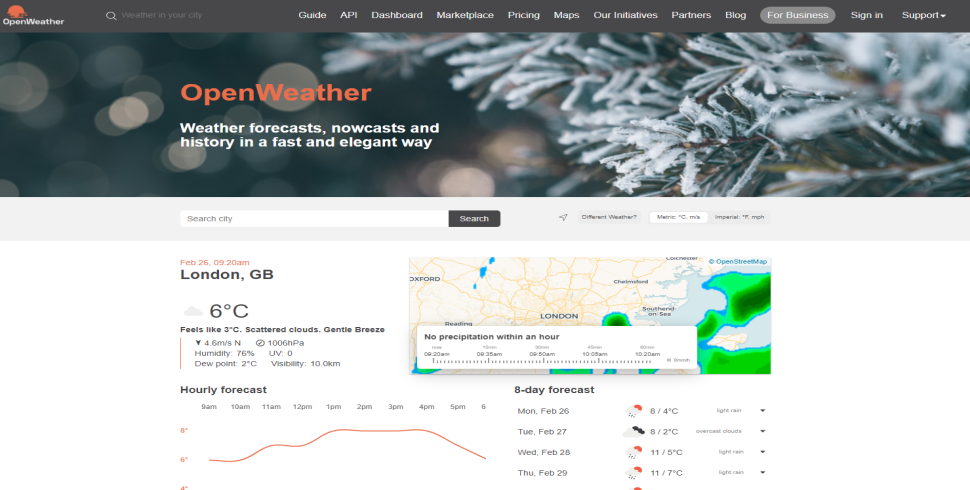 OpenWeather
Weather in your city
Guide API Dashboard Marketplace Pricing Maps Our Initiatives Partners Blog For Business Sign in Support
OpenWeather
Weather forecasts, nowcasts and
history in a fast and elegant way
Search city
Search
Different Weather?
Metric: °C, m/s
Imperial: °F, mph
Feb 26, 09:20am
London, GB
6°C
Feels like 3°C. Scattered clouds. Gentle Breeze
4.6m/s N 1006hPa
Humidity: 76% UV: 0
Dew point: 2°C Visibility: 10.0km
Colchester
© OpenStreetMap
OXFORD
Chelmsford
LONDON
Southend-
on-Sea
Reading
No precipitation within an hour
now 15min 30min 45min 60min
09:20am 09:35am 09:50am 10:05am 10:20am
0mm/h
Hourly forecast
9am 10am 11am 12pm 1pm 2pm 3pm 4pm 5pm 6
8°
6°
4°
8-day forecast
Mon, Feb 26 8 / 4°C light rain
Tue, Feb 27 8 / 2°C overcast clouds
Wed, Feb 28 11 / 5°C light rain
Thu, Feb 29 11 / 7°C light rain